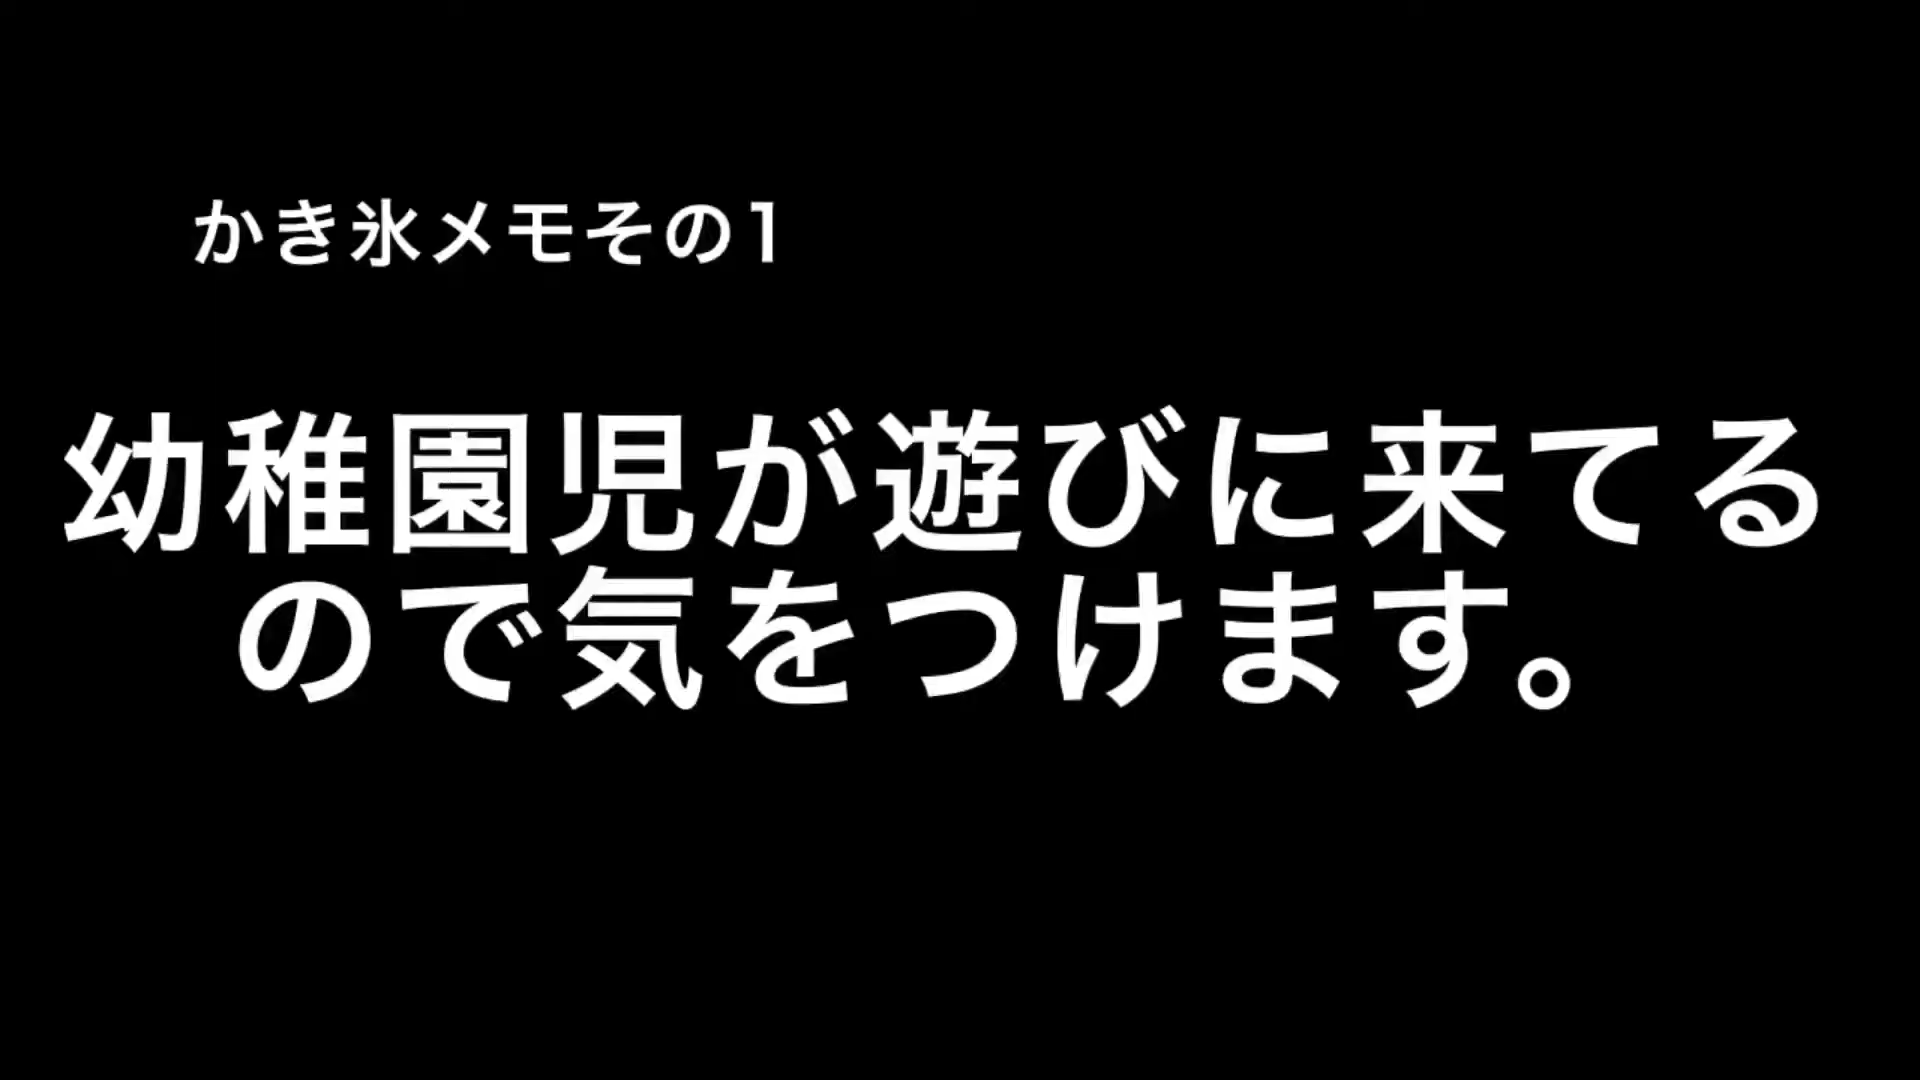 かき氷メモその1
幼稚園児が遊びに来てる
ので気をつけます。